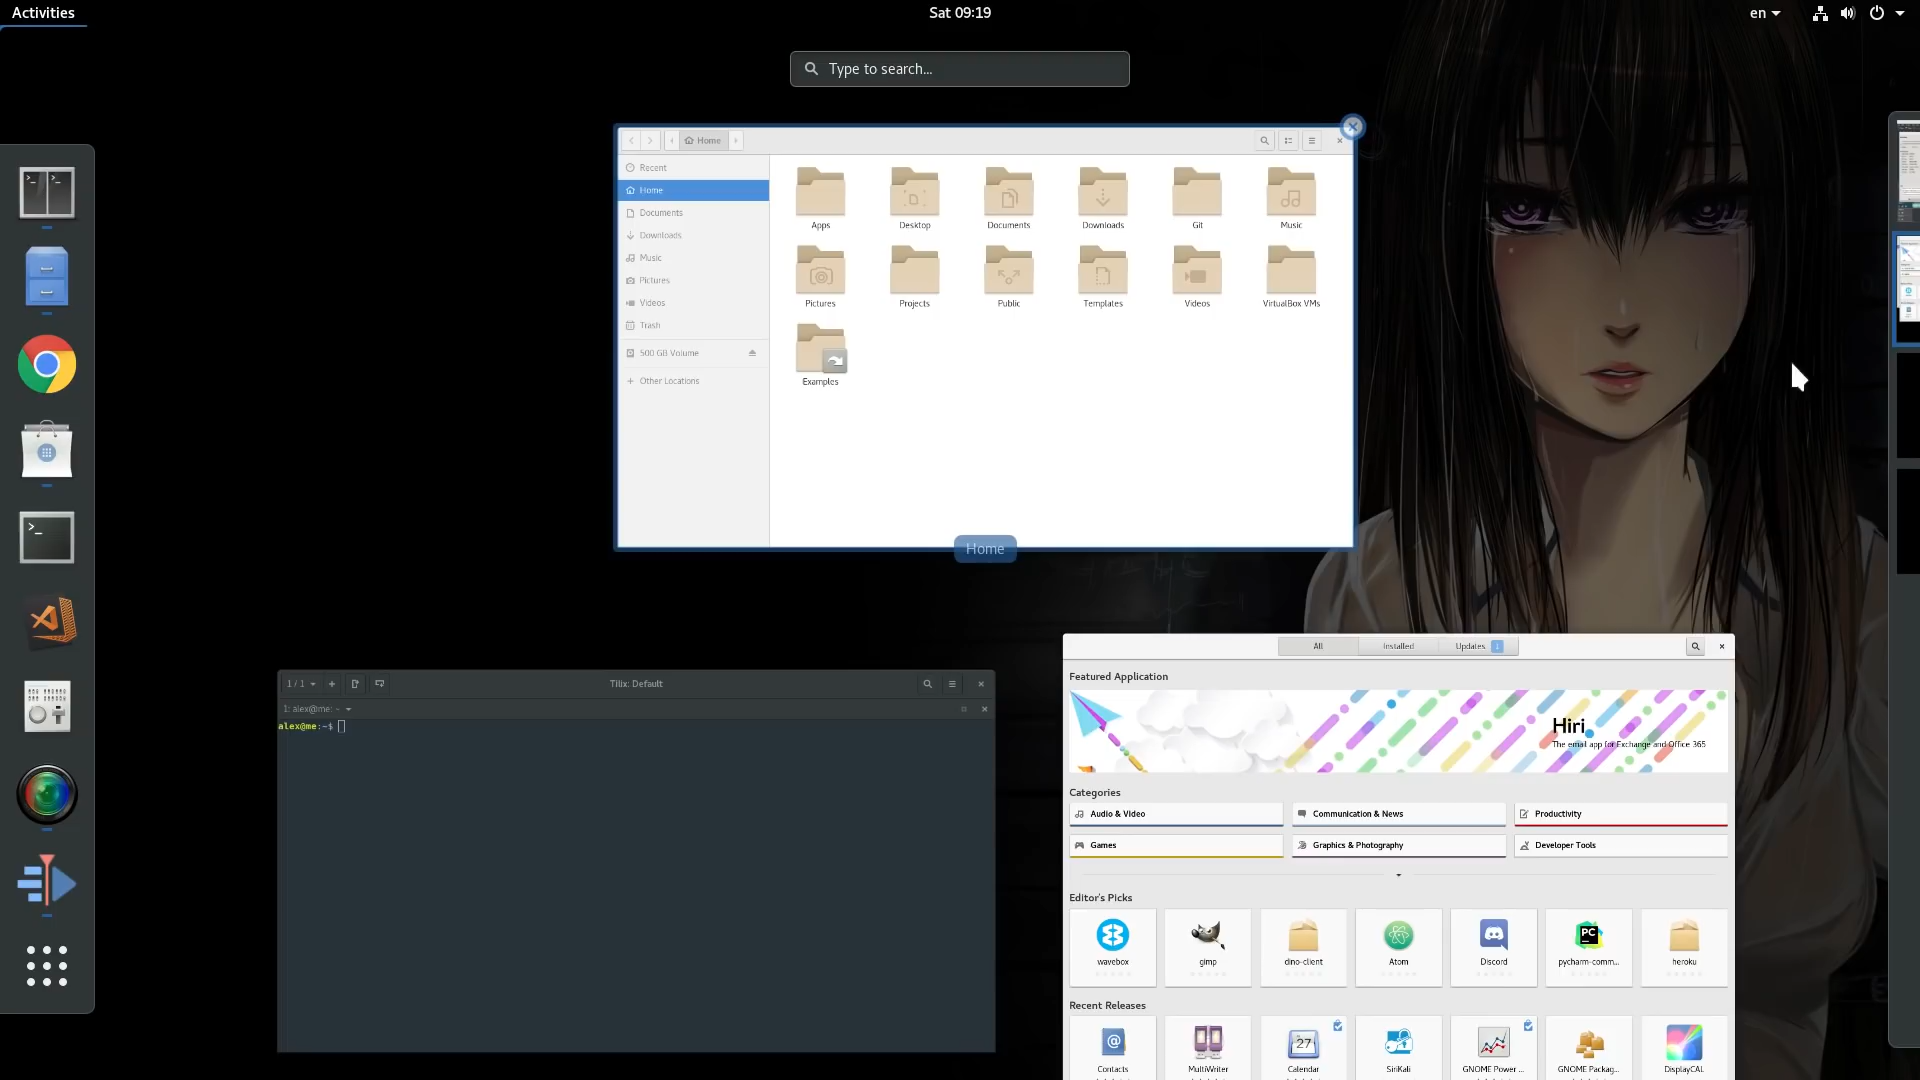 Activities
Sat 09:19
en
Type to search...
Home
Recent
Home
Documents
Downloads
Music
Pictures
Videos
Trash
500 GB Volume
Other Locations
Apps
Desktop
Documents
Downloads
Git
Music
Pictures
Projects
Public
Templates
Videos
VirtualBox VMs
Examples
Home
1 / 1
Tilix: Default
1: alex@me: ~
alex@me:~$
All
Installed
Updates
Featured Application
Hiri
The email app for Exchange and Office 365
Categories
Audio & Video
Communication & News
Productivity
Games
Graphics & Photography
Developer Tools
Editor's Picks
wavebox
gimp
dino-client
Atom
Discord
PC
pycharm-comm...
heroku
Recent Releases
27
Contacts
MultiWriter
Calendar
SiriKali
GNOME Power ...
GNOME Packag...
DisplayCAL